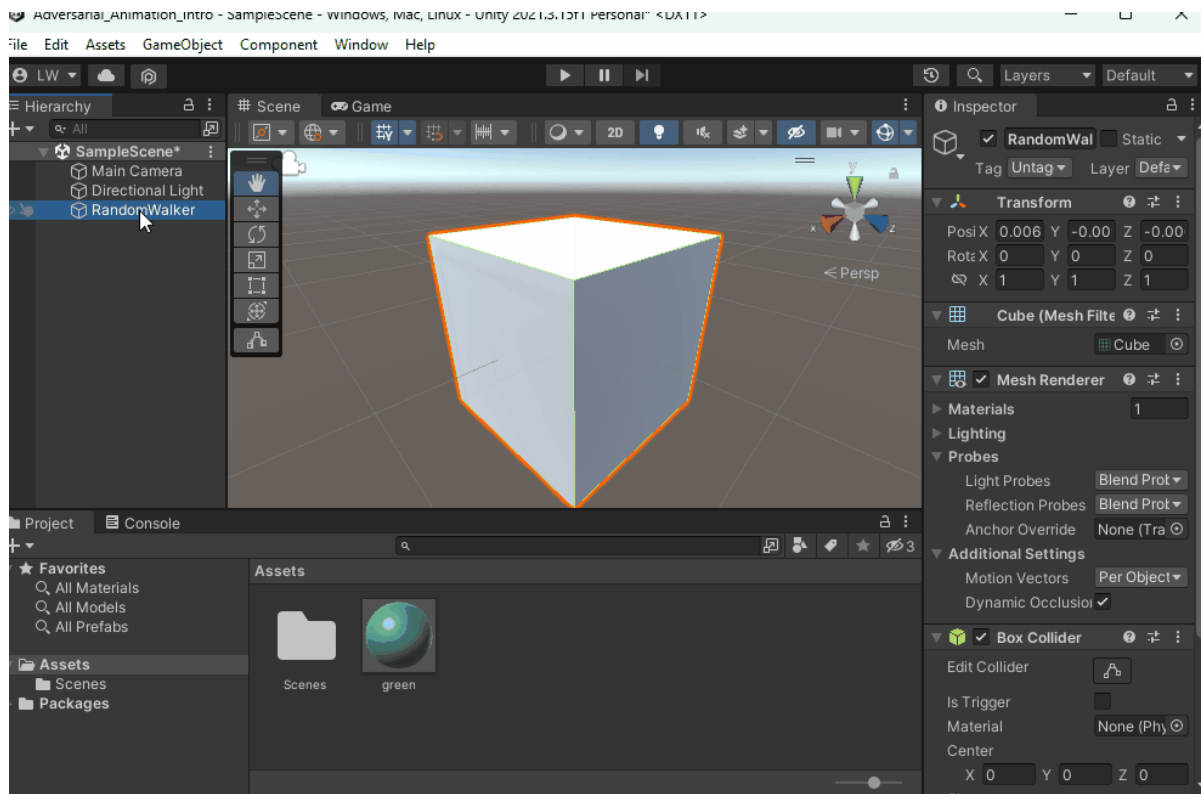 Adversarial_Animation_Intro - SampleScene - Windows, Mac, Linux - Unity 2021.3.15f1 Personal* <DX11>
File Edit Assets GameObject Component Window Help
LW Layers Default
Hierarchy
All
SampleScene*
Main Camera
Directional Light
RandomWalker
Scene Game
2D
y
x
z
Persp
Inspector
RandomWal Static
Tag Untag Layer Defa
Transform
Posi X 0.006 Y -0.00 Z -0.00
Rota X 0 Y 0 Z 0
X 1 Y 1 Z 1
Cube (Mesh Filte
Mesh Cube
Mesh Renderer
Materials 1
Lighting
Probes
Light Probes Blend Prob
Reflection Probes Blend Prob
Anchor Override None (Tra
Additional Settings
Motion Vectors Per Object
Dynamic Occlusion
Box Collider
Edit Collider
Is Trigger
Material None (Phy
Center
X 0 Y 0 Z 0
Project Console
3
Favorites
All Materials
All Models
All Prefabs
Assets
Scenes
Packages
Assets
Scenes green